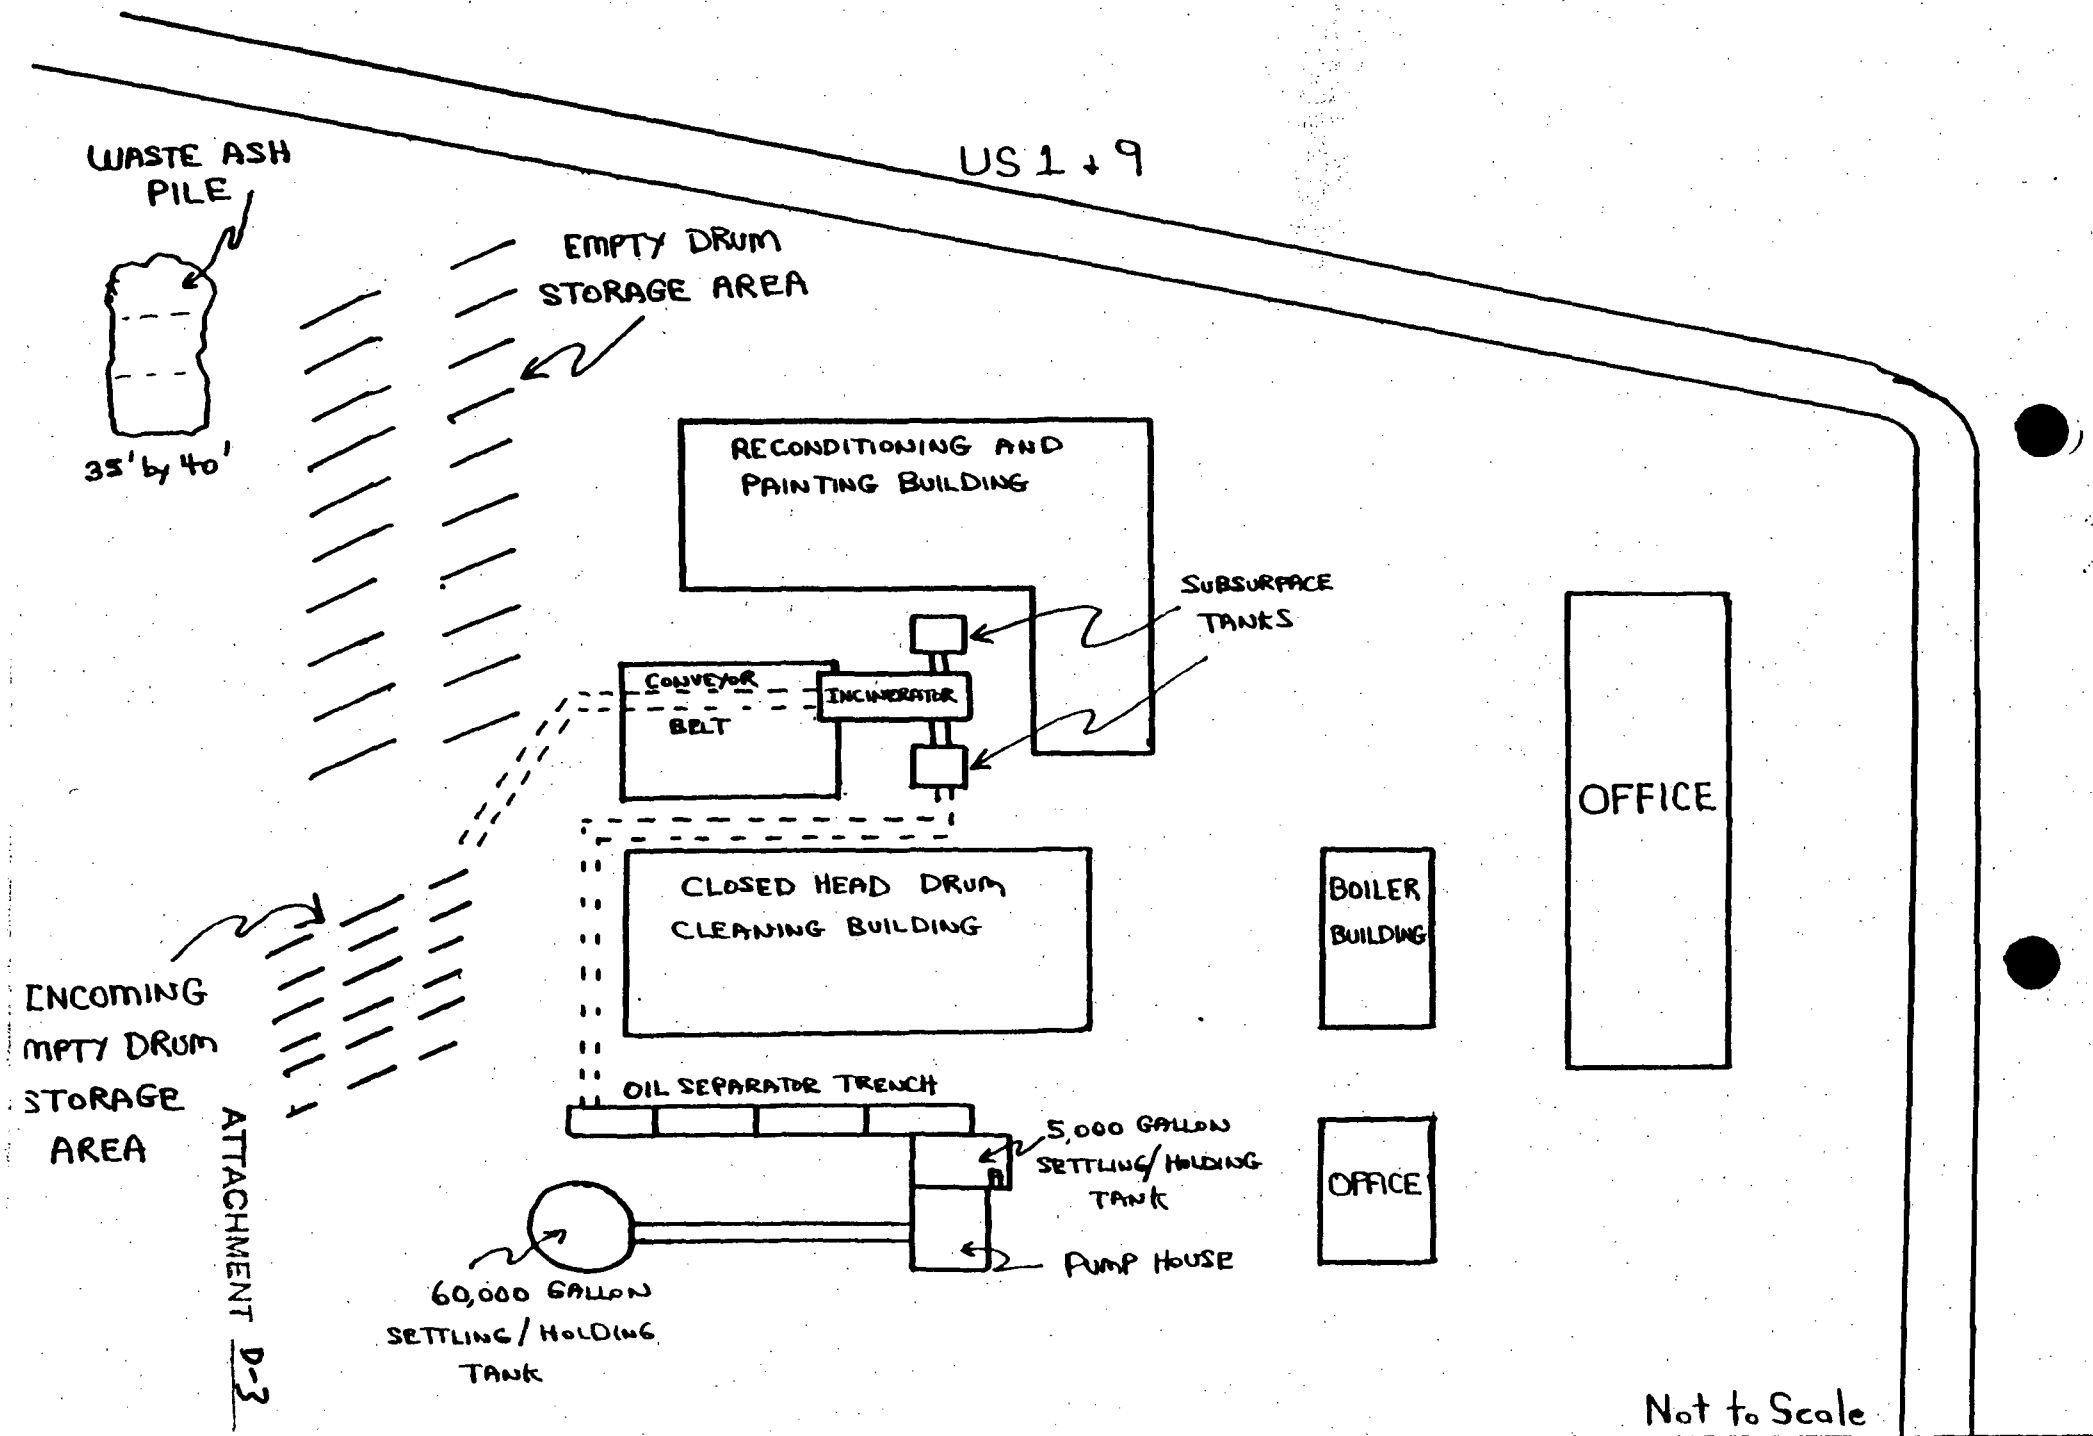 US 1 + 9
WASTE ASH
PILE
35' by 40'
EMPTY DRUM
STORAGE AREA
RECONDITIONING AND
PAINTING BUILDING
SUBSURFACE
TANKS
CONVEYOR
BELT
INCINERATOR
OFFICE
CLOSED HEAD DRUM
CLEANING BUILDING
BOILER
BUILDING
INCOMING
MPTY DRUM
STORAGE
AREA
OIL SEPARATOR TRENCH
5,000 GALLON
SETTLING/HOLDING
TANK
OFFICE
PUMP HOUSE
60,000 GALLON
SETTLING/HOLDING
TANK
ATTACHMENT D-3
Not to Scale